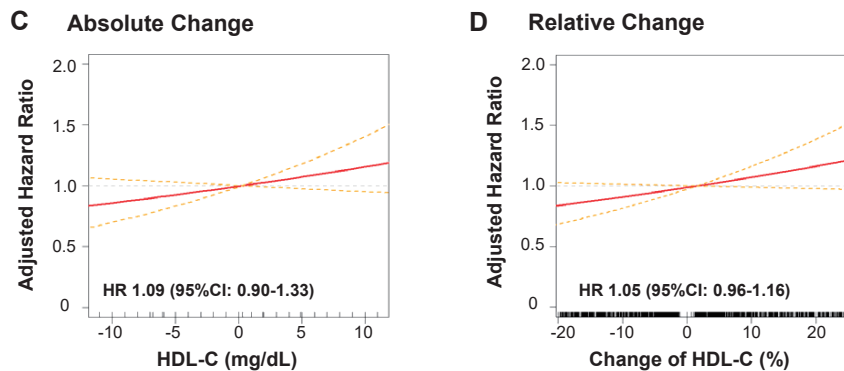 C Absolute Change
Adjusted Hazard Ratio
2.0
1.5
1.0
0.5
0
HR 1.09 (95%CI: 0.90-1.33)
-10 -5 0 5 10
HDL-C (mg/dL)
D Relative Change
Adjusted Hazard Ratio
2.0
1.5
1.0
0.5
0
HR 1.05 (95%CI: 0.96-1.16)
-20 -10 0 10 20
Change of HDL-C (%)